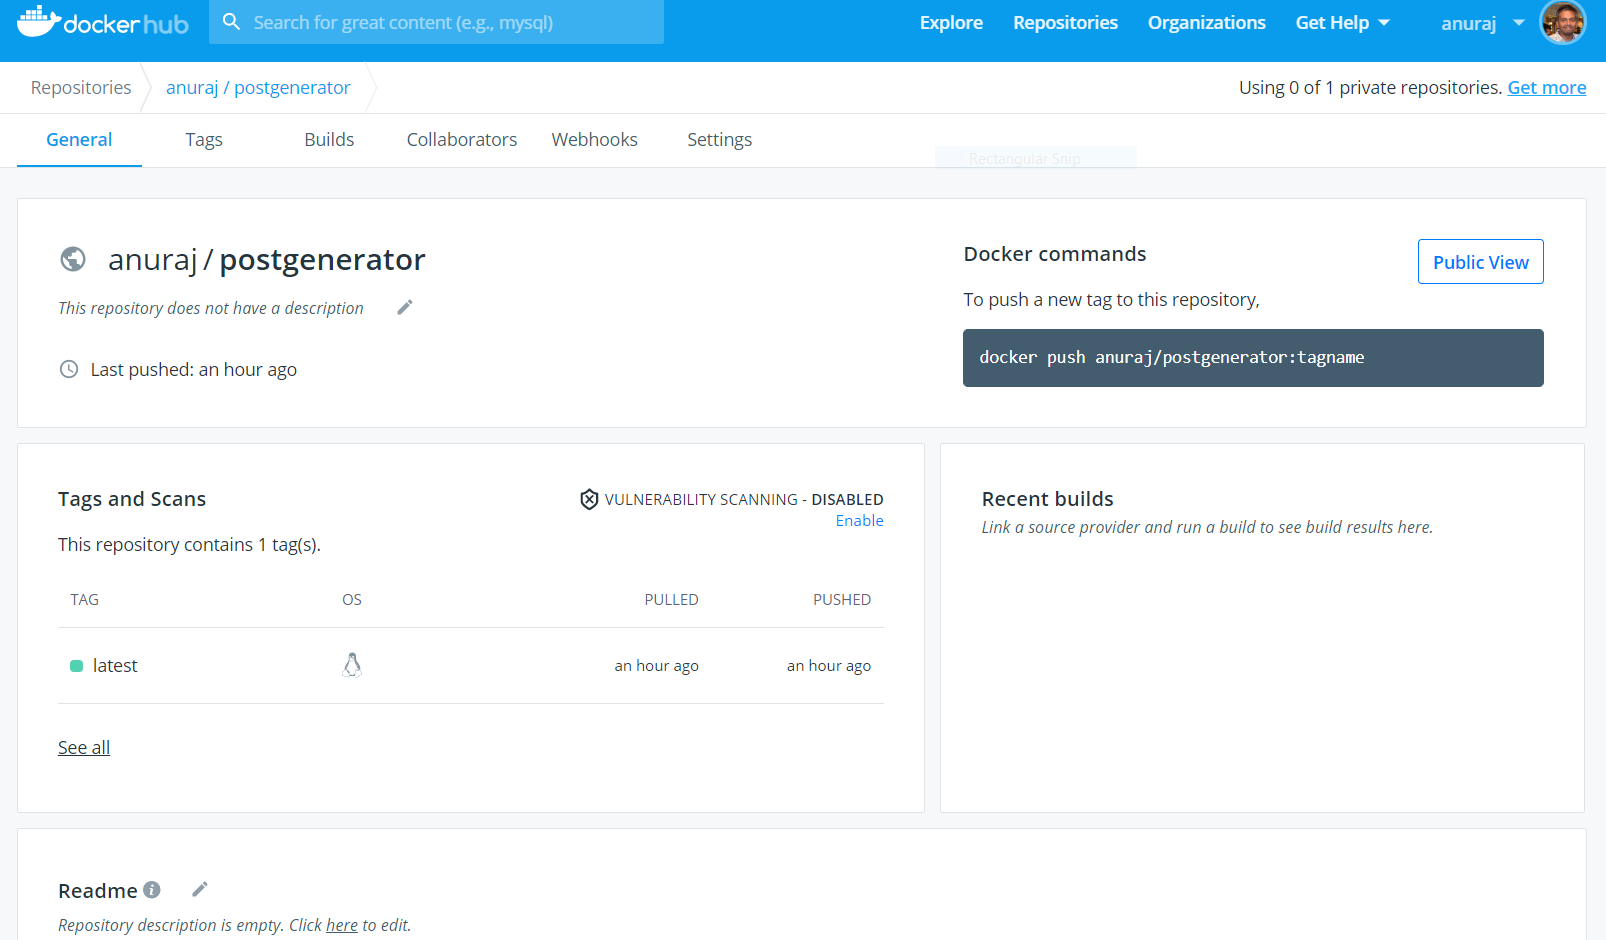 docker hub
Search for great content (e.g., mysql)
Explore
Repositories
Organizations
Get Help
anuraj
Repositories
anuraj / postgenerator
Using 0 of 1 private repositories. Get more
General
Tags
Builds
Collaborators
Webhooks
Settings
Rectangular Snip
anuraj / postgenerator
This repository does not have a description
Last pushed: an hour ago
Docker commands
Public View
To push a new tag to this repository,
docker push anuraj/postgenerator:tagname
Tags and Scans
VULNERABILITY SCANNING - DISABLED
Enable
This repository contains 1 tag(s).
TAG OS PULLED PUSHED
latest an hour ago an hour ago
See all
Recent builds
Link a source provider and run a build to see build results here.
Readme
Repository description is empty. Click here to edit.